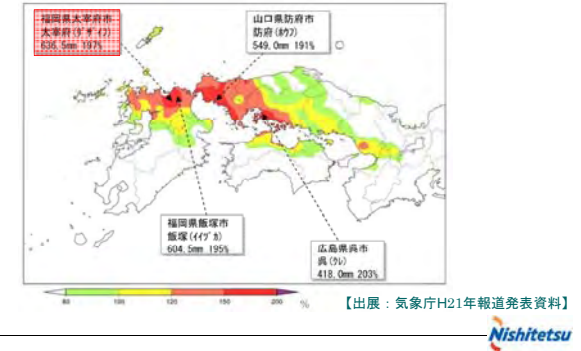 福岡県太宰府市
太宰府(ﾀﾞｻﾞｲﾌ)
636.5mm 197%
山口県防府市
防府(ﾎｳﾌ)
549.0mm 191%
福岡県飯塚市
飯塚(ｲｲﾂﾞｶ)
604.5mm 195%
広島県呉市
呉(ｸﾚ)
418.0mm 203%
80 100 120 150 200 %
【出展：気象庁H21年報道発表資料】
Nishitetsu